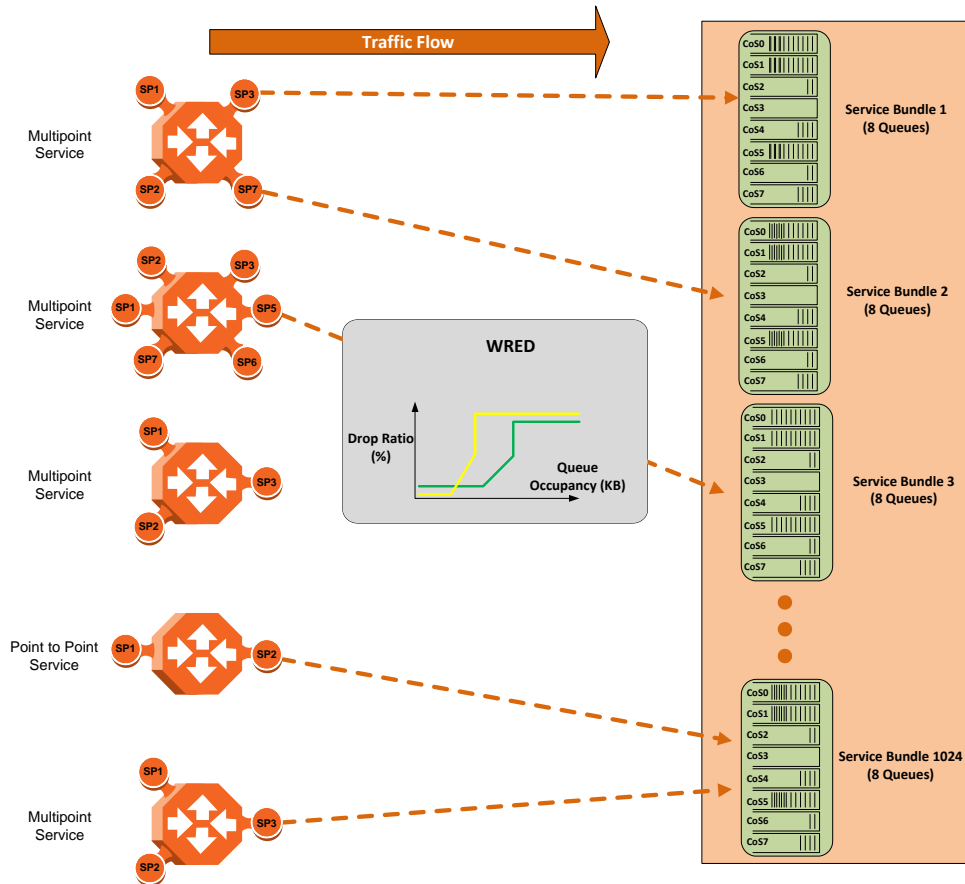 Traffic Flow
SP1
SP3
Multipoint
Service
SP2
SP7
SP2
SP3
Multipoint
Service
SP1
SP5
SP7
SP6
WRED
Drop Ratio
(%)
Queue
Occupancy (KB)
SP1
Multipoint
Service
SP3
SP2
Point to Point
Service
SP1
SP2
SP1
Multipoint
Service
SP3
SP2
CoS0
CoS1
CoS2
CoS3
CoS4
CoS5
CoS6
CoS7
Service Bundle 1
(8 Queues)
CoS0
CoS1
CoS2
CoS3
CoS4
CoS5
CoS6
CoS7
Service Bundle 2
(8 Queues)
CoS0
CoS1
CoS2
CoS3
CoS4
CoS5
CoS6
CoS7
Service Bundle 3
(8 Queues)
CoS0
CoS1
CoS2
CoS3
CoS4
CoS5
CoS6
CoS7
Service Bundle 1024
(8 Queues)